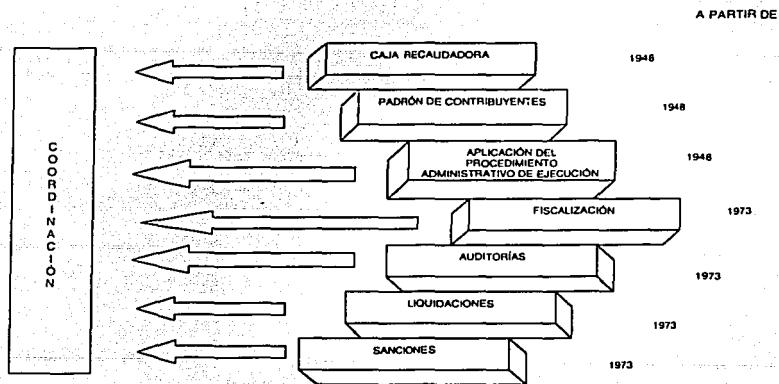 A PARTIR DE
COORDINACIÓN
CAJA RECAUDADORA 1948
PADRÓN DE CONTRIBUYENTES 1948
APLICACIÓN DEL
PROCEDIMIENTO
ADMINISTRATIVO DE EJECUCIÓN 1948
FISCALIZACIÓN 1973
AUDITORÍAS 1973
LIQUIDACIONES 1973
SANCIONES 1973